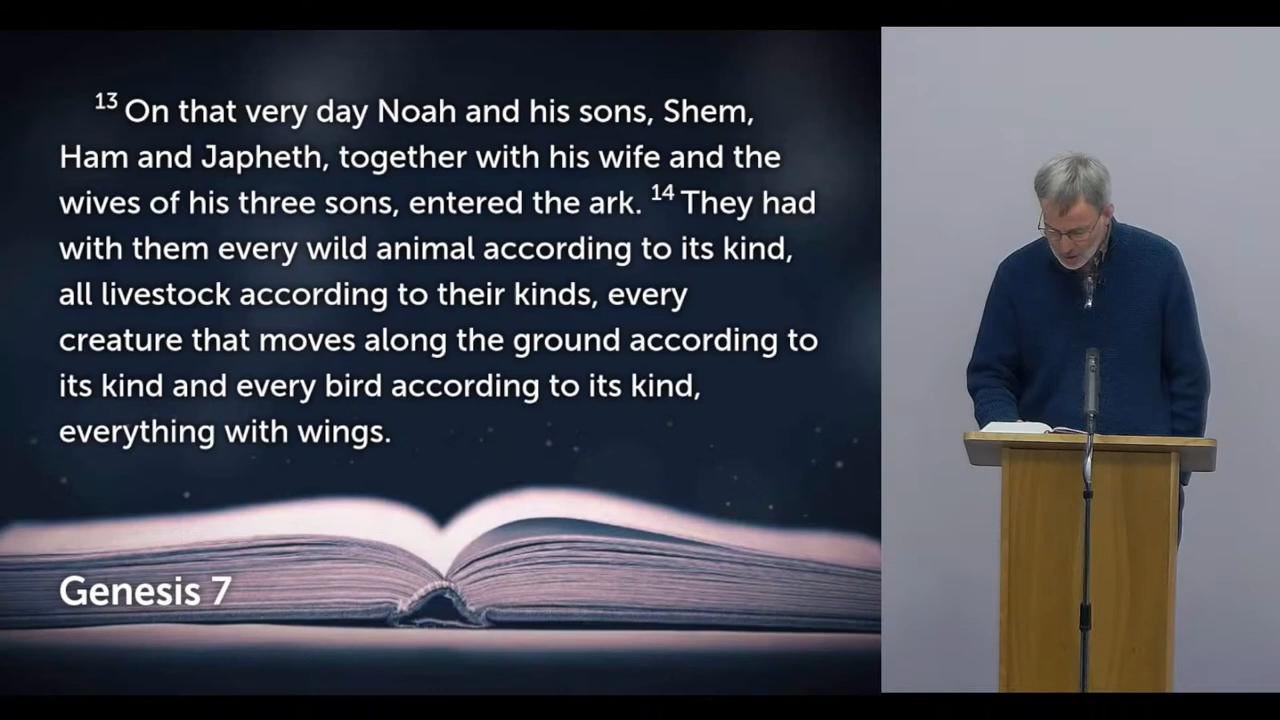 13 On that very day Noah and his sons, Shem,
Ham and Japheth, together with his wife and the
wives of his three sons, entered the ark. 14 They had
with them every wild animal according to its kind,
all livestock according to their kinds, every
creature that moves along the ground according to
its kind and every bird according to its kind,
everything with wings.
Genesis 7